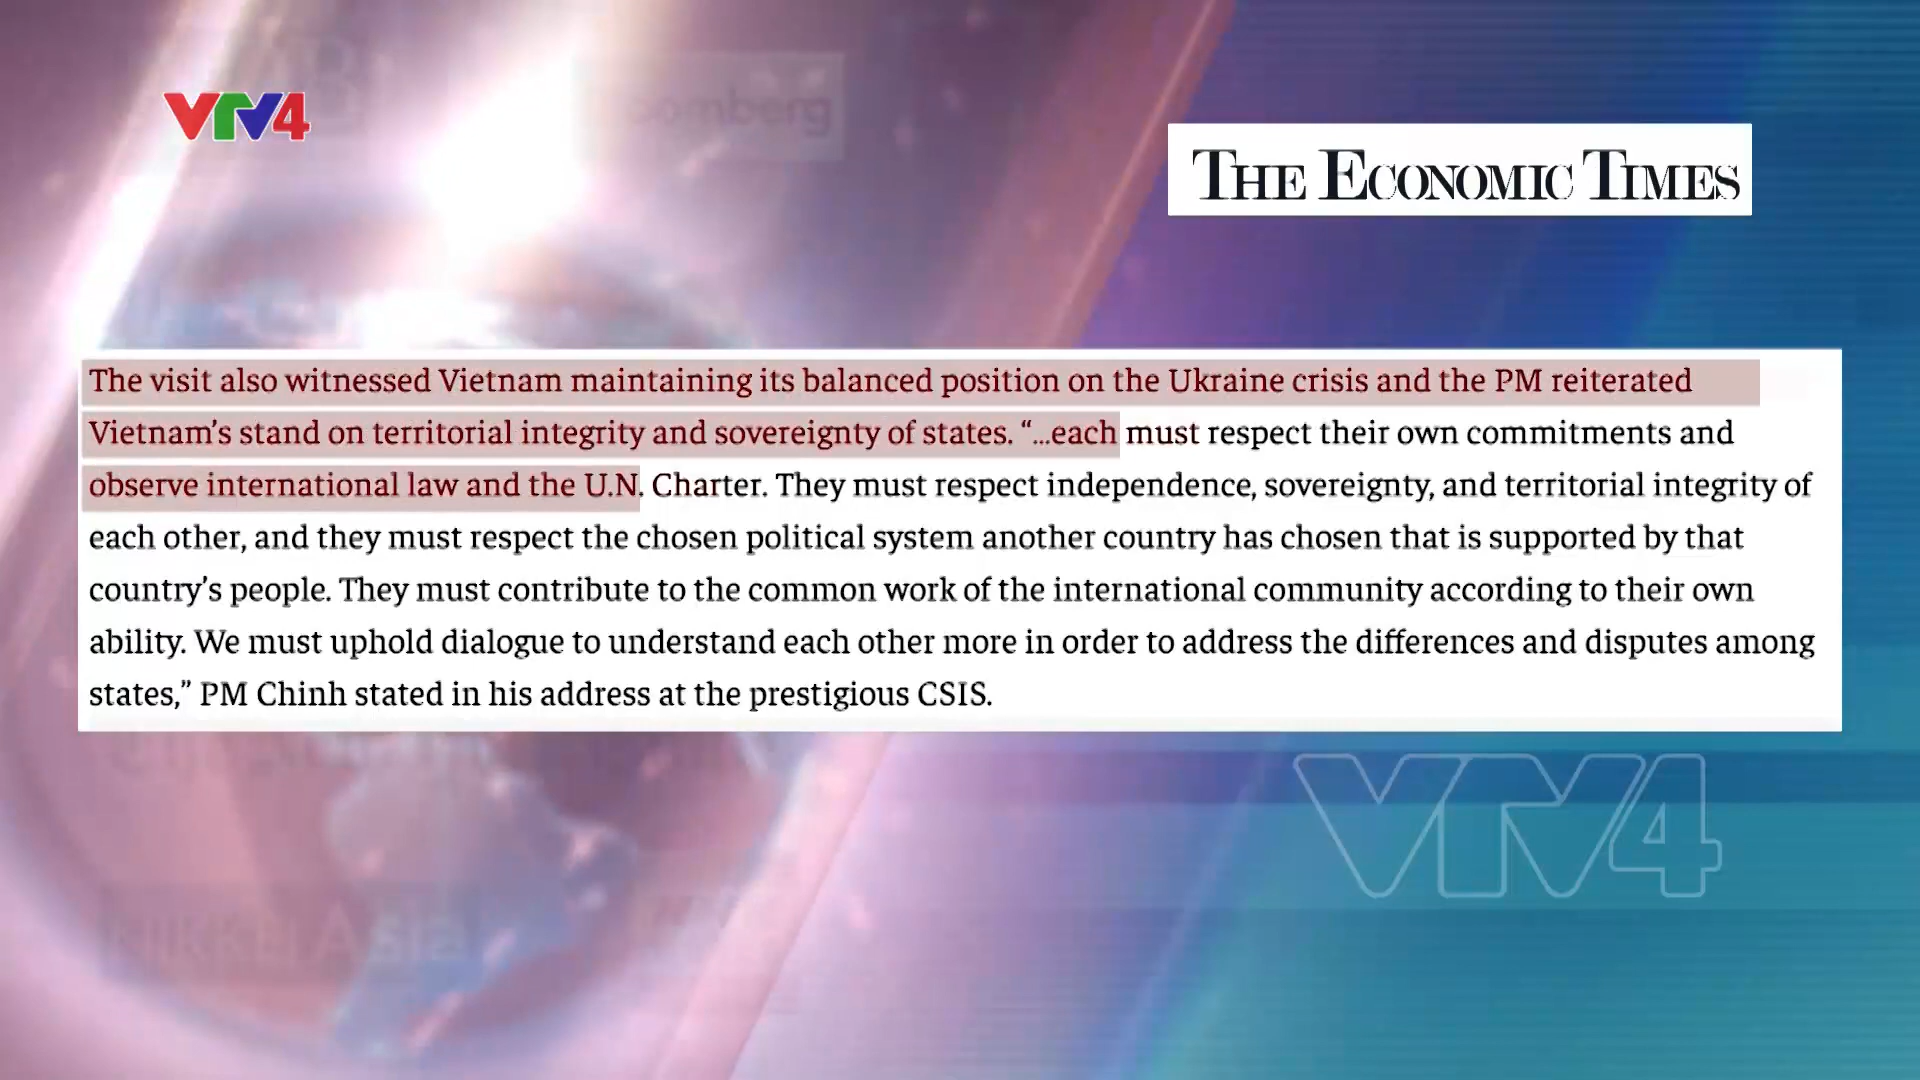 VTV4
THE ECONOMIC TIMES
The visit also witnessed Vietnam maintaining its balanced position on the Ukraine crisis and the PM reiterated
Vietnam’s stand on territorial integrity and sovereignty of states. “...each must respect their own commitments and
observe international law and the U.N. Charter. They must respect independence, sovereignty, and territorial integrity of
each other, and they must respect the chosen political system another country has chosen that is supported by that
country’s people. They must contribute to the common work of the international community according to their own
ability. We must uphold dialogue to understand each other more in order to address the differences and disputes among
states,” PM Chinh stated in his address at the prestigious CSIS.
VTV4
Nikkei Asia